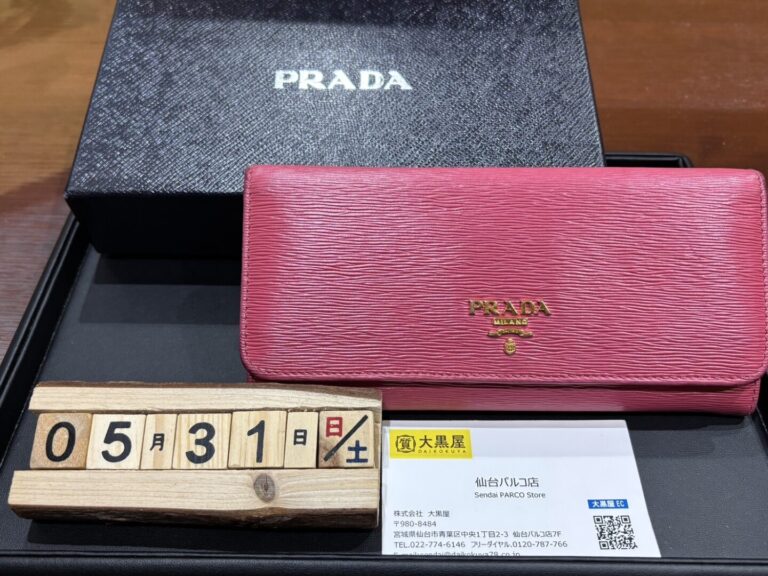 PRADA
PRADA
MILANO
05月31日 日/土
質 大黒屋
DAIKOKUYA
仙台パルコ店
Sendai PARCO Store
大黒屋 EC
株式会社 大黒屋
〒980-8484
宮城県仙台市青葉区中央1丁目2-3 仙台パルコ店7F
TEL.022-774-6146 フリーダイヤル.0120-787-766